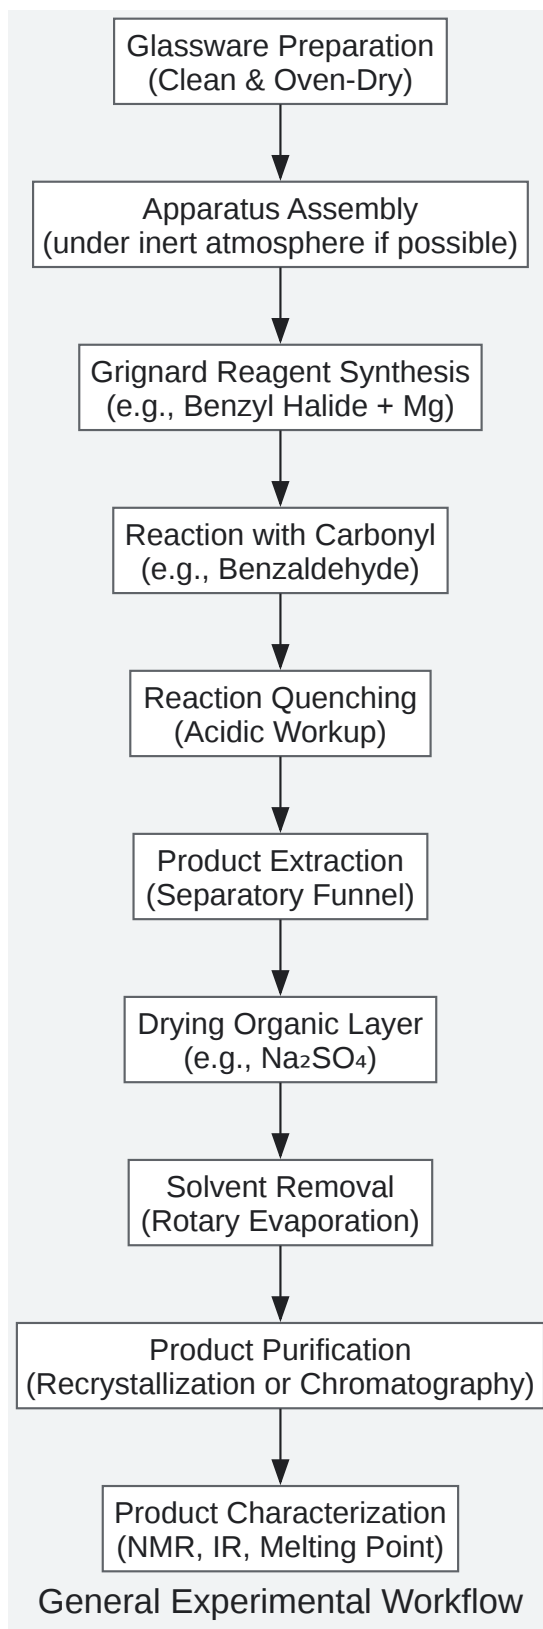 Glassware Preparation
(Clean & Oven-Dry)
Apparatus Assembly
(under inert atmosphere if possible)
Grignard Reagent Synthesis
(e.g., Benzyl Halide + Mg)
Reaction with Carbonyl
(e.g., Benzaldehyde)
Reaction Quenching
(Acidic Workup)
Product Extraction
(Separatory Funnel)
Drying Organic Layer
(e.g., Na₂SO₄)
Solvent Removal
(Rotary Evaporation)
Product Purification
(Recrystallization or Chromatography)
Product Characterization
(NMR, IR, Melting Point)
General Experimental Workflow